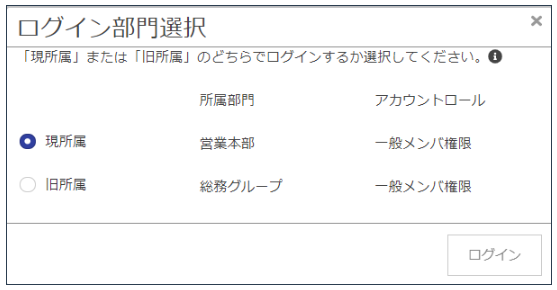 ログイン部門選択
「現所属」または「旧所属」のどちらでログインするか選択してください。
所属部門 アカウントロール
現所属 営業本部 一般メンバ権限
旧所属 総務グループ 一般メンバ権限
ログイン